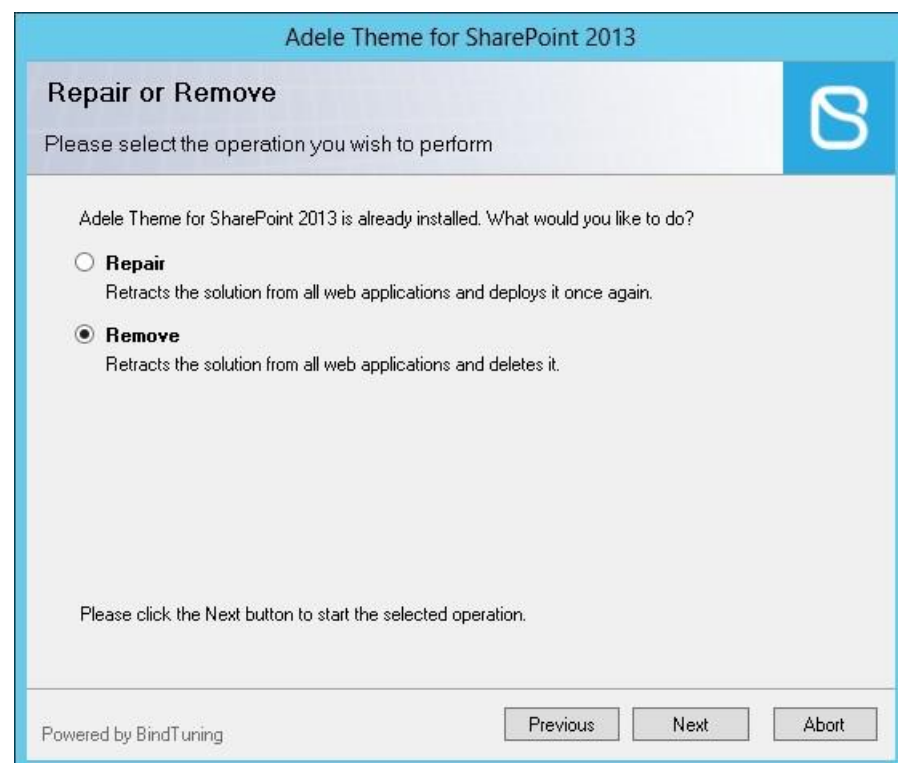 Adele Theme for SharePoint 2013
Repair or Remove
Please select the operation you wish to perform
Adele Theme for SharePoint 2013 is already installed. What would you like to do?
Repair
Retracts the solution from all web applications and deploys it once again.
Remove
Retracts the solution from all web applications and deletes it.
Please click the Next button to start the selected operation.
Powered by BindTuning
Previous
Next
Abort